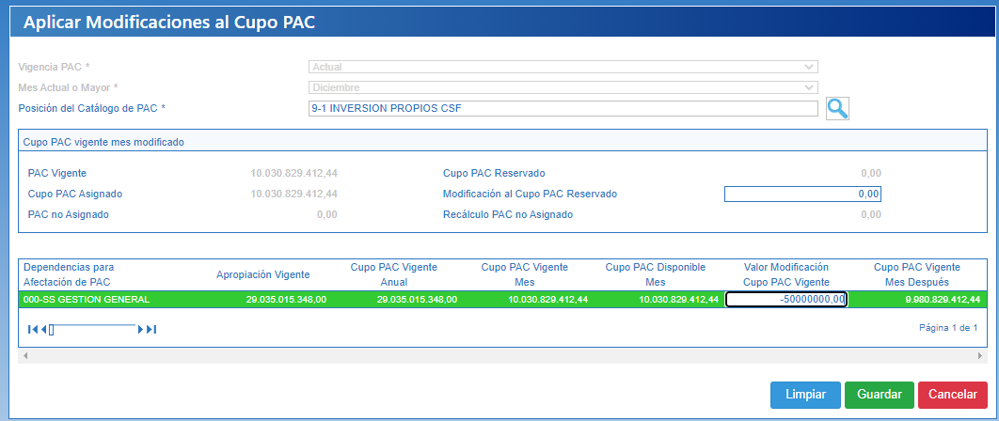 Aplicar Modificaciones al Cupo PAC
Vigencia PAC * Actual
Mes Actual o Mayor * Diciembre
Posición del Catálogo de PAC * 9-1 INVERSION PROPIOS CSF
Cupo PAC vigente mes modificado
PAC Vigente 10.030.829.412,44 Cupo PAC Reservado 0,00
Cupo PAC Asignado 10.030.829.412,44 Modificación al Cupo PAC Reservado 0,00
PAC no Asignado 0,00 Recálculo PAC no Asignado 0,00
Dependencias para Afectación de PAC Apropiación Vigente Cupo PAC Vigente Anual Cupo PAC Vigente Mes Cupo PAC Disponible Mes Valor Modificación Cupo PAC Vigente Cupo PAC Vigente Mes Después
000-SS GESTION GENERAL 29.035.015.348,00 29.035.015.348,00 10.030.829.412,44 10.030.829.412,44 -50000000,00 9.980.829.412,44
Página 1 de 1
Limpiar Guardar Cancelar